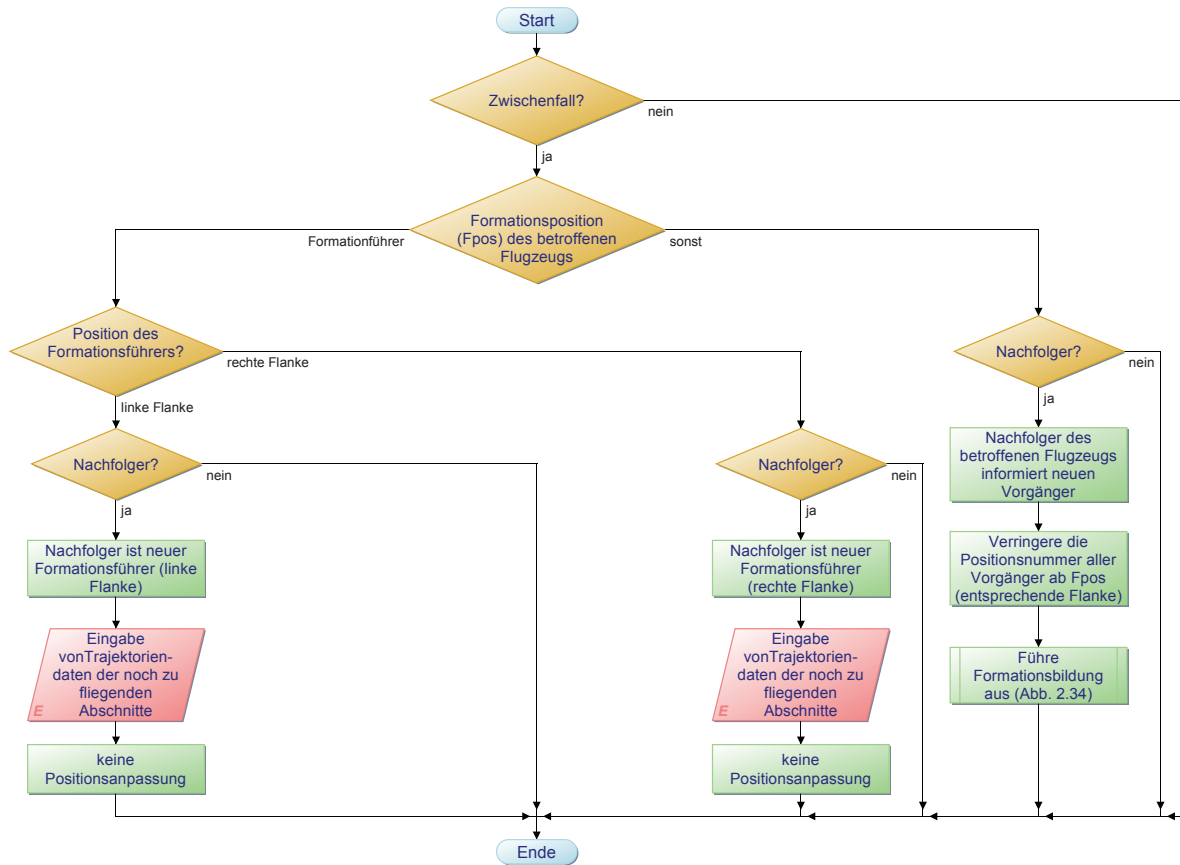 Start
Zwischenfall?
nein
ja
Formationsposition
(Fpos) des betroffenen
Flugzeugs
Formationführer
sonst
Position des
Formationsführers?
rechte Flanke
linke Flanke
Nachfolger?
nein
ja
Nachfolger des
betroffenen Flugzeugs
informiert neuen
Vorgänger
Verringere die
Positionsnummer aller
Vorgänger ab Fpos
(entsprechende Flanke)
Führe
Formationsbildung
aus (Abb. 2.34)
Nachfolger?
nein
ja
Nachfolger ist neuer
Formationsführer (linke
Flanke)
Eingabe
vonTrajektorien-
daten der noch zu
fliegenden
Abschnitte
E
keine
Positionsanpassung
Nachfolger?
nein
ja
Nachfolger ist neuer
Formationsführer
(rechte Flanke)
Eingabe
vonTrajektorien-
daten der noch zu
fliegenden
Abschnitte
E
keine
Positionsanpassung
Ende